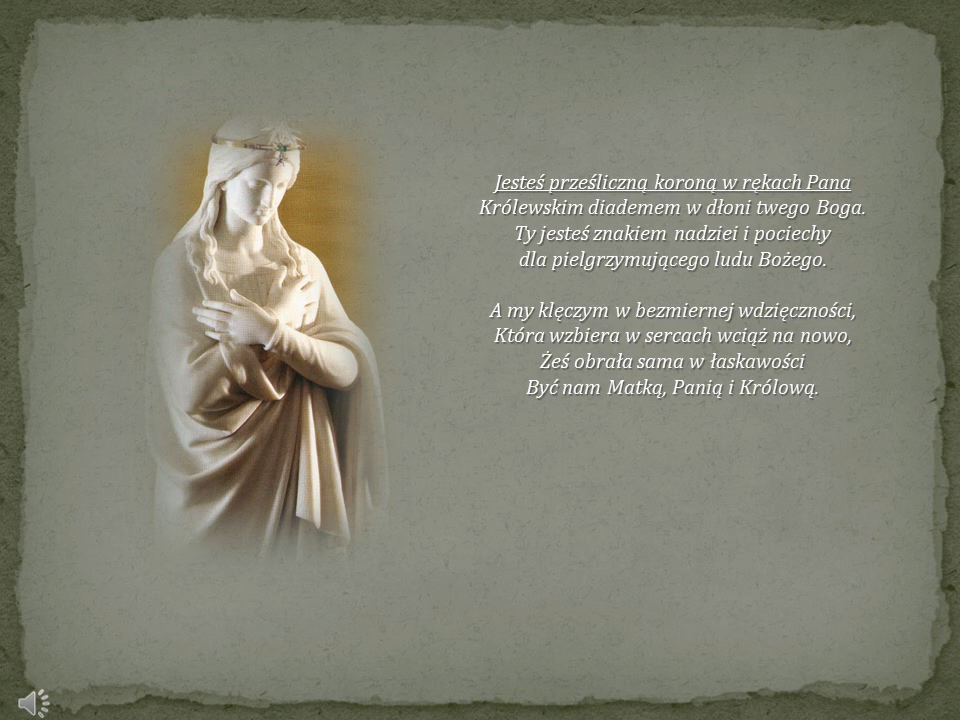 Jesteś prześliczną koroną w rękach Pana
Królewskim diademem w dłoni twego Boga.
Ty jesteś znakiem nadziei i pociechy
dla pielgrzymującego ludu Bożego.

A my klęczym w bezmiernej wdzięczności,
Która wzbiera w sercach wciąż na nowo,
Żeś obrała sama w łaskawości
Być nam Matką, Panią i Królową.